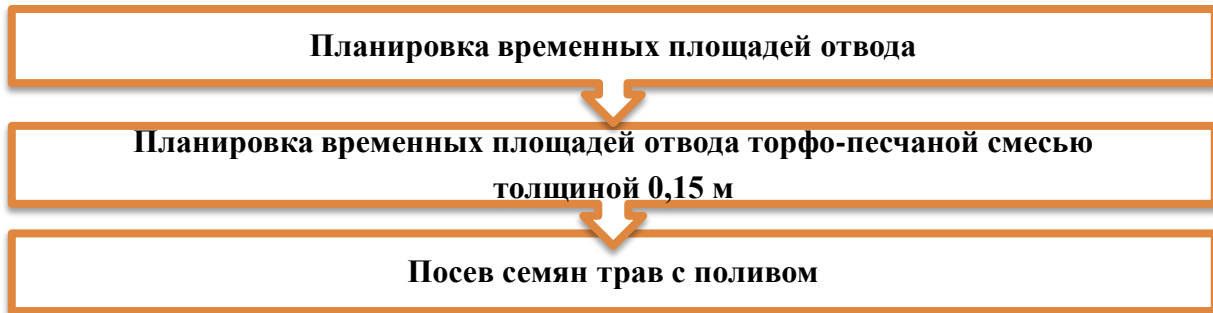 Планировка временных площадей отвода
Планировка временных площадей отвода торфо-песчаной смесью
толщиной 0,15 м
Посев семян трав с поливом